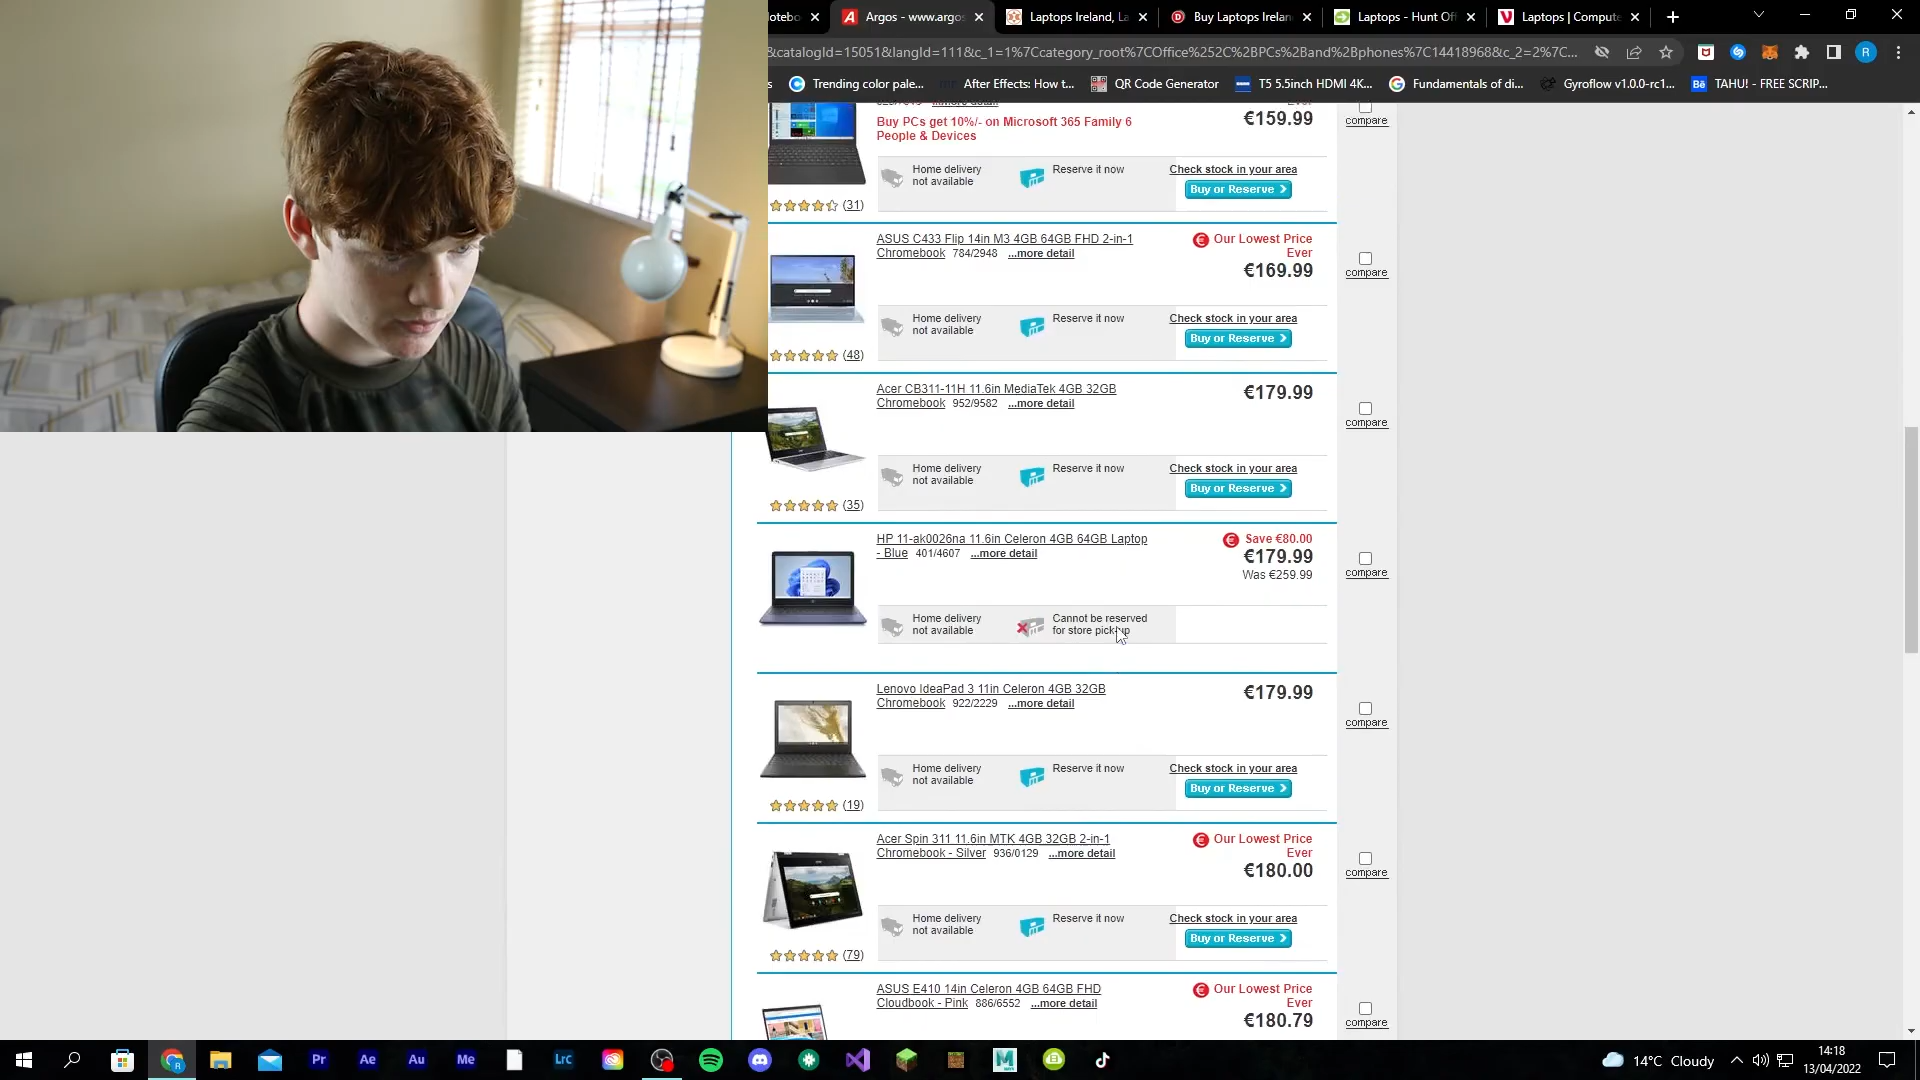 Notebo
Argos - www.argos
Laptops Ireland, La
Buy Laptops Irelan
Laptops - Hunt Off
Laptops | Compute
&catalogId=15051&langId=111&c_1=1%7Ccategory_root%7COffice%252C%2BPCs%2Band%2Bphones%7C14418968&c_2=2%7C...
R
Trending color pale...
After Effects: How t...
QR Code Generator
T5 5.5inch HDMI 4K...
Fundamentals of di...
Gyroflow v1.0.0-rc1...
Bē TAHU! - FREE SCRIP...
...more detail
Buy PCs get 10%/- on Microsoft 365 Family 6
People & Devices
Ever
€159.99
compare
Home delivery
not available
Reserve it now
Check stock in your area
Buy or Reserve
(31)
ASUS C433 Flip 14in M3 4GB 64GB FHD 2-in-1
Chromebook 784/2948 ...more detail
Our Lowest Price
Ever
€169.99
compare
Home delivery
not available
Reserve it now
Check stock in your area
Buy or Reserve
(48)
Acer CB311-11H 11.6in MediaTek 4GB 32GB
Chromebook 952/9582 ...more detail
€179.99
compare
Home delivery
not available
Reserve it now
Check stock in your area
Buy or Reserve
(35)
HP 11-ak0026na 11.6in Celeron 4GB 64GB Laptop
- Blue 401/4607 ...more detail
Save €80.00
€179.99
Was €259.99
compare
Home delivery
not available
Cannot be reserved
for store pick-up
Lenovo IdeaPad 3 11in Celeron 4GB 32GB
Chromebook 922/2229 ...more detail
€179.99
compare
Home delivery
not available
Reserve it now
Check stock in your area
Buy or Reserve
(19)
Acer Spin 311 11.6in MTK 4GB 32GB 2-in-1
Chromebook - Silver 936/0129 ...more detail
Our Lowest Price
Ever
€180.00
compare
Home delivery
not available
Reserve it now
Check stock in your area
Buy or Reserve
(79)
ASUS E410 14in Celeron 4GB 64GB FHD
Cloudbook - Pink 886/6552 ...more detail
Our Lowest Price
Ever
€180.79
compare
Pr Ae Au Me Lrc
14°C Cloudy
14:18
13/04/2022